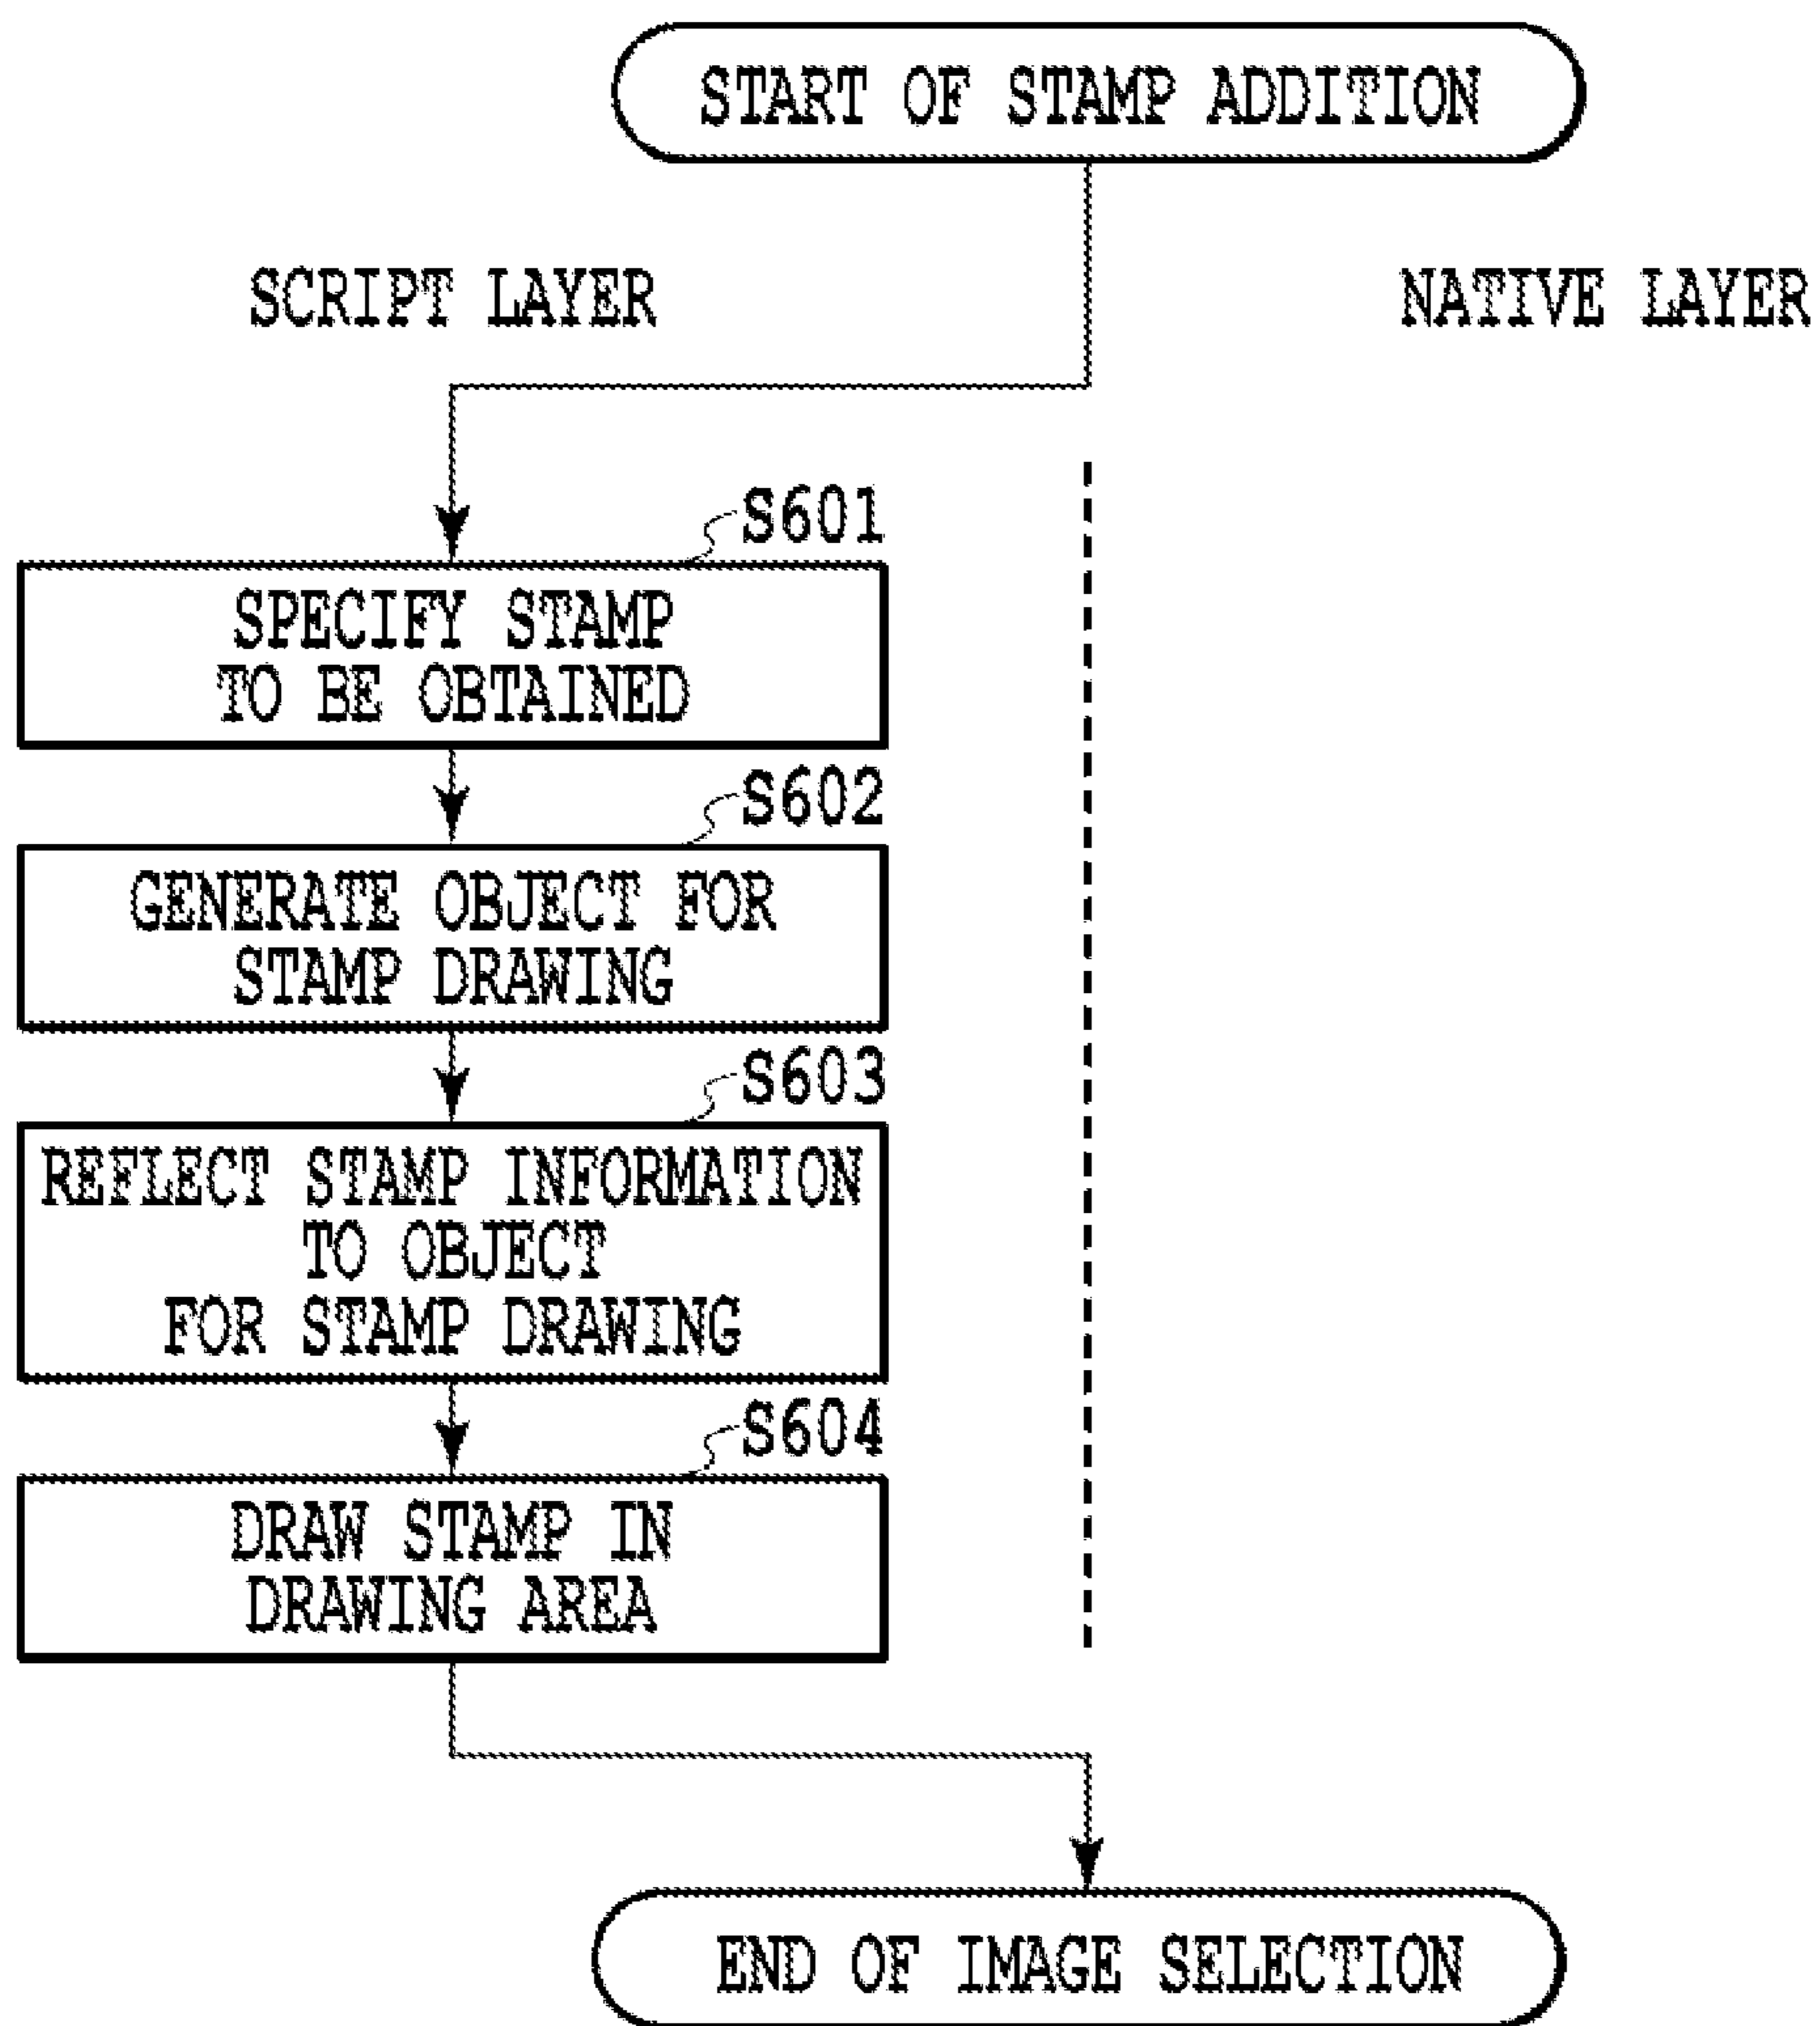 START OF STAMP ADDITION
SCRIPT LAYER
NATIVE LAYER
S601
SPECIFY STAMP
TO BE OBTAINED
S602
GENERATE OBJECT FOR
STAMP DRAWING
S603
REFLECT STAMP INFORMATION
TO OBJECT
FOR STAMP DRAWING
S604
DRAW STAMP IN
DRAWING AREA
END OF IMAGE SELECTION